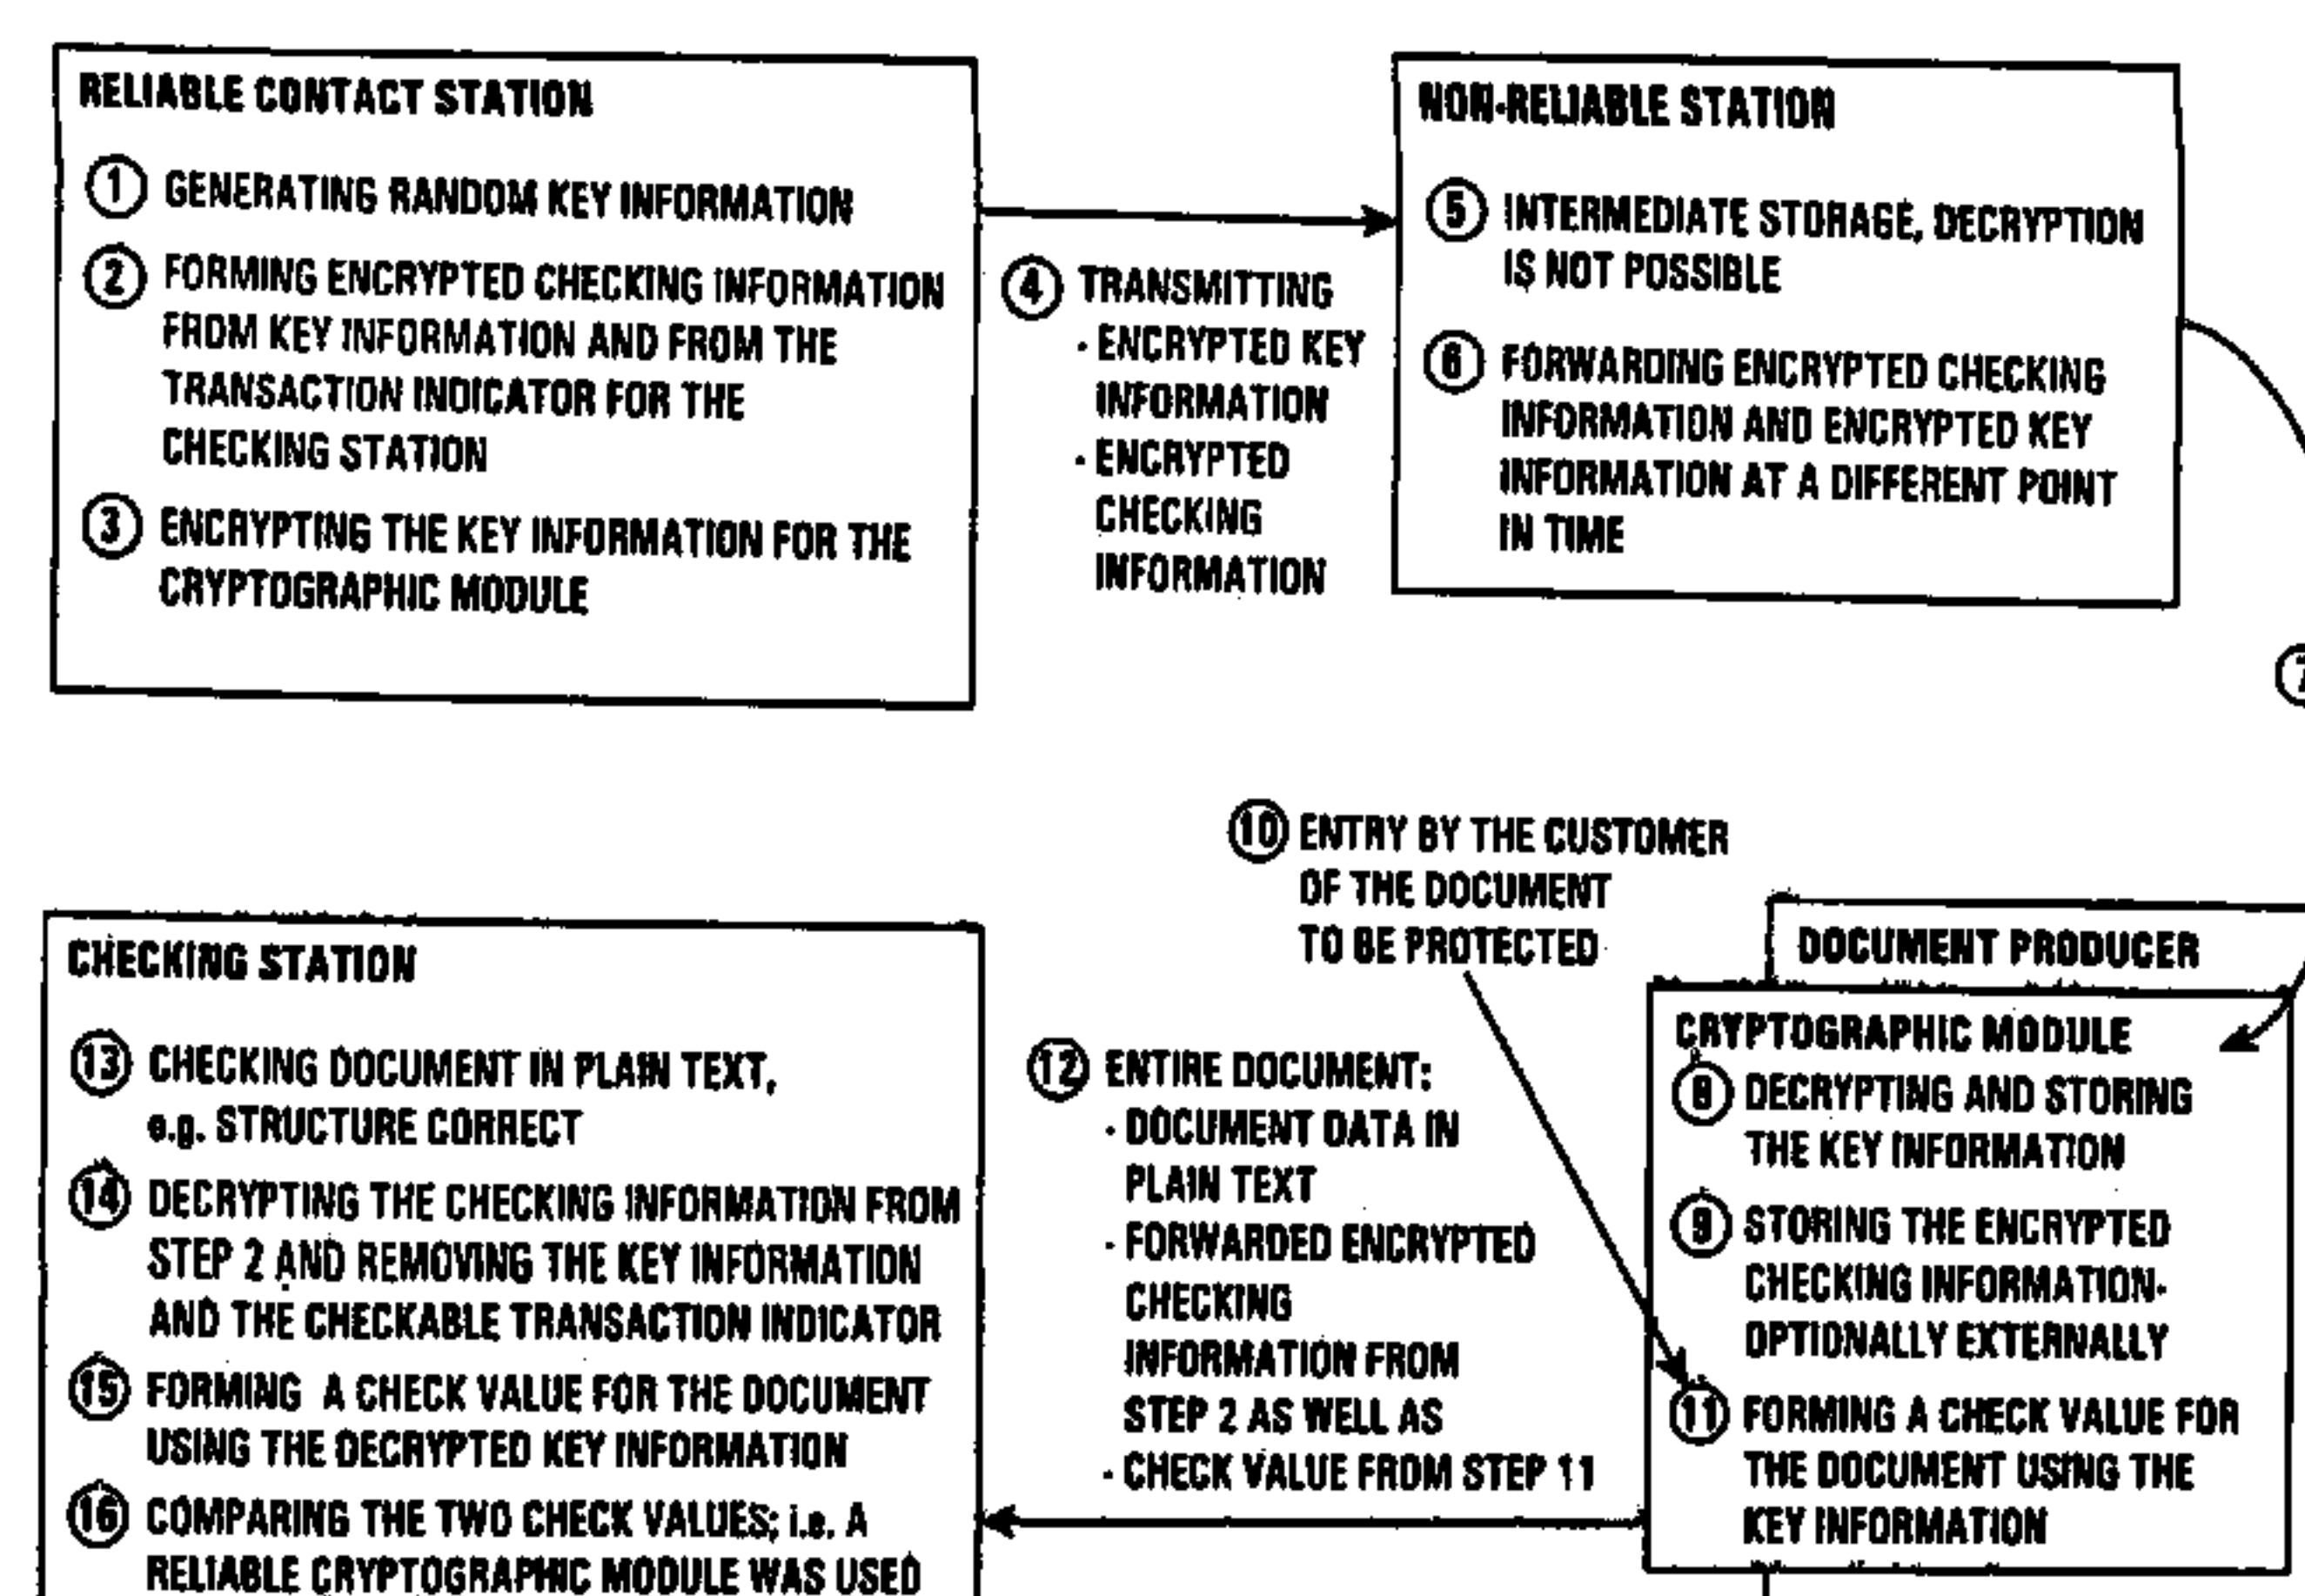 RELIABLE CONTACT STATION
① GENERATING RANDOM KEY INFORMATION
② FORMING ENCRYPTED CHECKING INFORMATION
FROM KEY INFORMATION AND FROM THE
TRANSACTION INDICATOR FOR THE
CHECKING STATION
③ ENCRYPTING THE KEY INFORMATION FOR THE
CRYPTOGRAPHIC MODULE
④ TRANSMITTING
- ENCRYPTED KEY
INFORMATION
- ENCRYPTED
CHECKING
INFORMATION
NON-RELIABLE STATION
⑤ INTERMEDIATE STORAGE, DECRYPTION
IS NOT POSSIBLE
⑥ FORWARDING ENCRYPTED CHECKING
INFORMATION AND ENCRYPTED KEY
INFORMATION AT A DIFFERENT POINT
IN TIME
⑦
⑩ ENTRY BY THE CUSTOMER
OF THE DOCUMENT
TO BE PROTECTED
DOCUMENT PRODUCER
CRYPTOGRAPHIC MODULE
⑧ DECRYPTING AND STORING
THE KEY INFORMATION
⑨ STORING THE ENCRYPTED
CHECKING INFORMATION-
OPTIONALLY EXTERNALLY
⑪ FORMING A CHECK VALUE FOR
THE DOCUMENT USING THE
KEY INFORMATION
⑫ ENTIRE DOCUMENT:
- DOCUMENT DATA IN
PLAIN TEXT
- FORWARDED ENCRYPTED
CHECKING
INFORMATION FROM
STEP 2 AS WELL AS
- CHECK VALUE FROM STEP 11
CHECKING STATION
⑬ CHECKING DOCUMENT IN PLAIN TEXT,
e.g. STRUCTURE CORRECT
⑭ DECRYPTING THE CHECKING INFORMATION FROM
STEP 2 AND REMOVING THE KEY INFORMATION
AND THE CHECKABLE TRANSACTION INDICATOR
⑮ FORMING A CHECK VALUE FOR THE DOCUMENT
USING THE DECRYPTED KEY INFORMATION
⑯ COMPARING THE TWO CHECK VALUES; i.e. A
RELIABLE CRYPTOGRAPHIC MODULE WAS USED